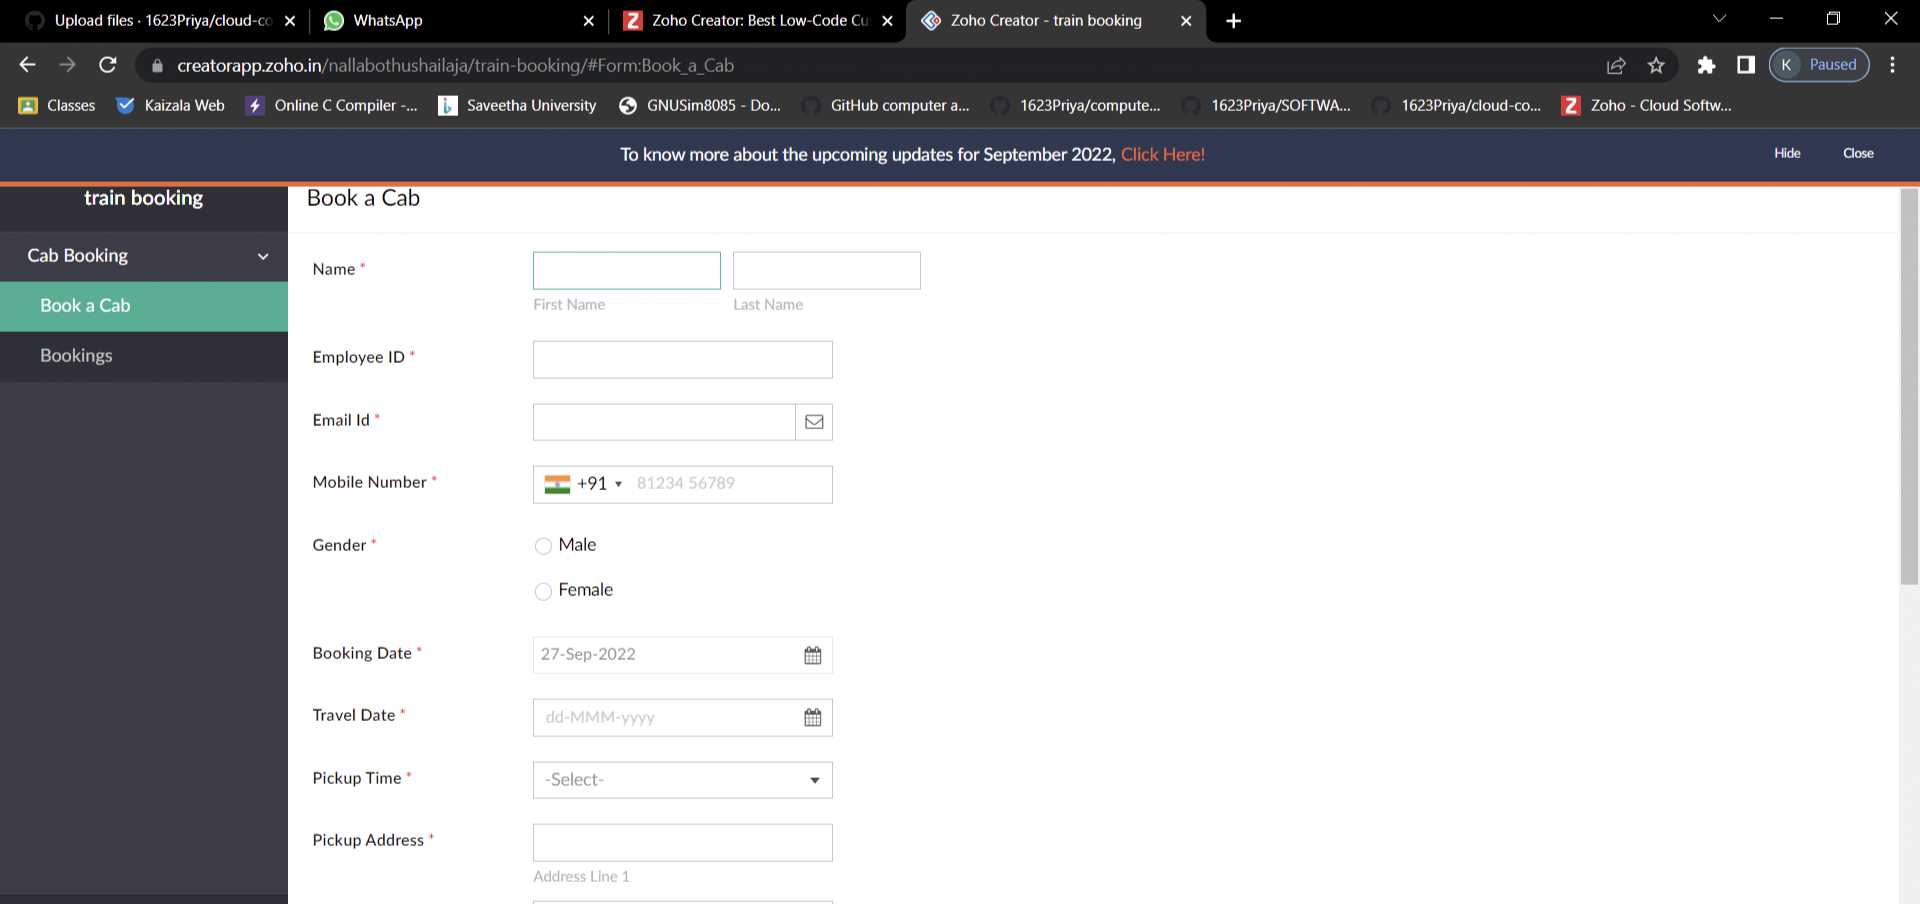 Upload files · 1623Priya/cloud-co
WhatsApp
Zoho Creator: Best Low-Code Cu
Zoho Creator - train booking
creatorapp.zoho.in/nallabothushailaja/train-booking/#Form:Book_a_Cab
K Paused
Classes
Kaizala Web
Online C Compiler -...
Saveetha University
GNUSim8085 - Do...
GitHub computer a...
1623Priya/compute...
1623Priya/SOFTWA...
1623Priya/cloud-co...
Zoho - Cloud Softw...
To know more about the upcoming updates for September 2022, Click Here!
Hide
Close
train booking
Book a Cab
Cab Booking
Book a Cab
Bookings
Name *
First Name
Last Name
Employee ID *
Email Id *
Mobile Number *
+91 81234 56789
Gender *
Male
Female
Booking Date *
27-Sep-2022
Travel Date *
dd-MMM-yyyy
Pickup Time *
-Select-
Pickup Address *
Address Line 1